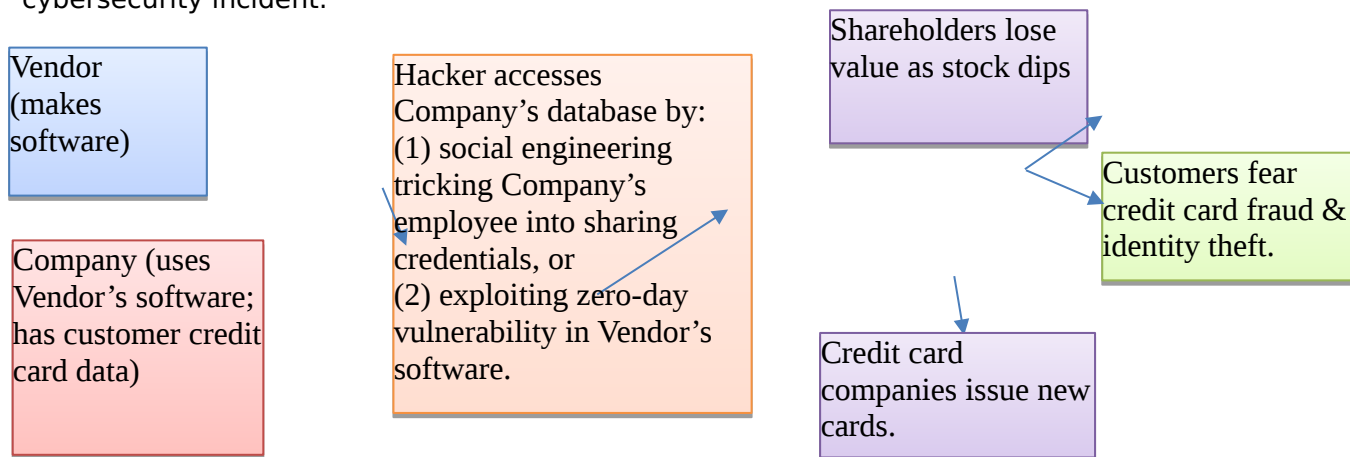 cybersecurity incident.
Vendor
(makes
software)
Company (uses
Vendor’s software;
has customer credit
card data)
Hacker accesses
Company’s database by:
(1) social engineering
tricking Company’s
employee into sharing
credentials, or
(2) exploiting zero-day
vulnerability in Vendor’s
software.
Shareholders lose
value as stock dips
Customers fear
credit card fraud &
identity theft.
Credit card
companies issue new
cards.